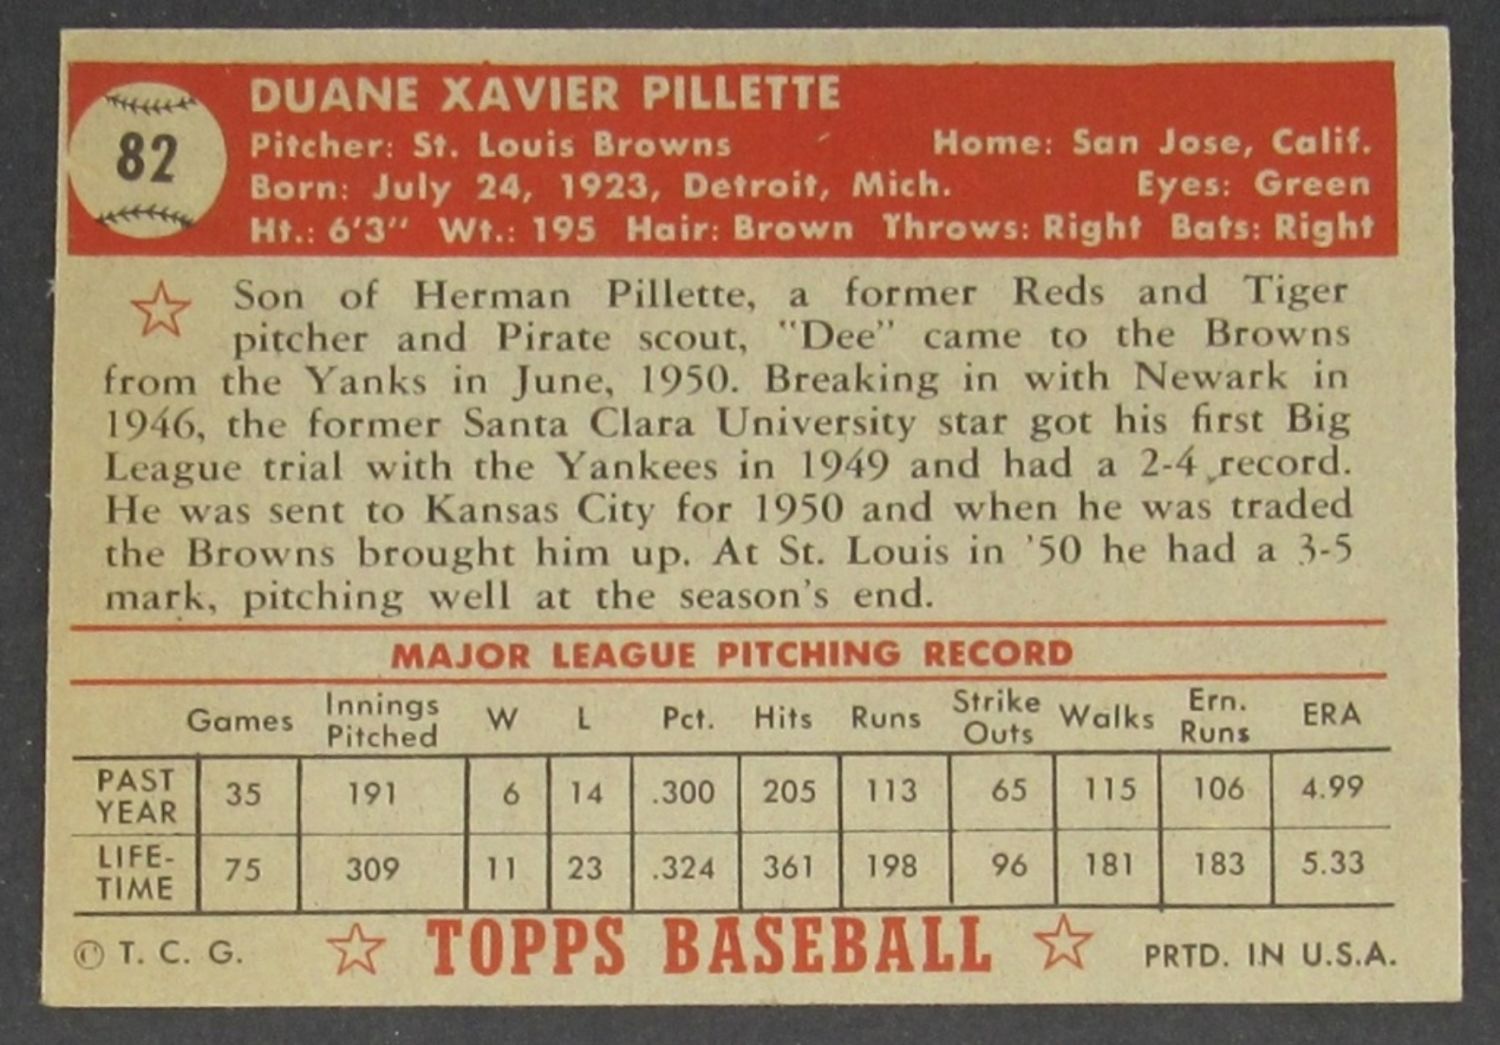 82
DUANE XAVIER PILLETTE
Pitcher: St. Louis Browns Home: San Jose, Calif.
Born: July 24, 1923, Detroit, Mich. Eyes: Green
Ht.: 6'3" Wt.: 195 Hair: Brown Throws: Right Bats: Right
Son of Herman Pillette, a former Reds and Tiger
pitcher and Pirate scout, "Dee" came to the Browns
from the Yanks in June, 1950. Breaking in with Newark in
1946, the former Santa Clara University star got his first Big
League trial with the Yankees in 1949 and had a 2-4 record.
He was sent to Kansas City for 1950 and when he was traded
the Browns brought him up. At St. Louis in '50 he had a 3-5
mark, pitching well at the season's end.
MAJOR LEAGUE PITCHING RECORD
Games Innings Pitched W L Pct. Hits Runs Strike Outs Walks Ern. Runs ERA
PAST YEAR 35 191 6 14 .300 205 113 65 115 106 4.99
LIFE-TIME 75 309 11 23 .324 361 198 96 181 183 5.33
© T. C. G. TOPPS BASEBALL PRTD. IN U.S.A.